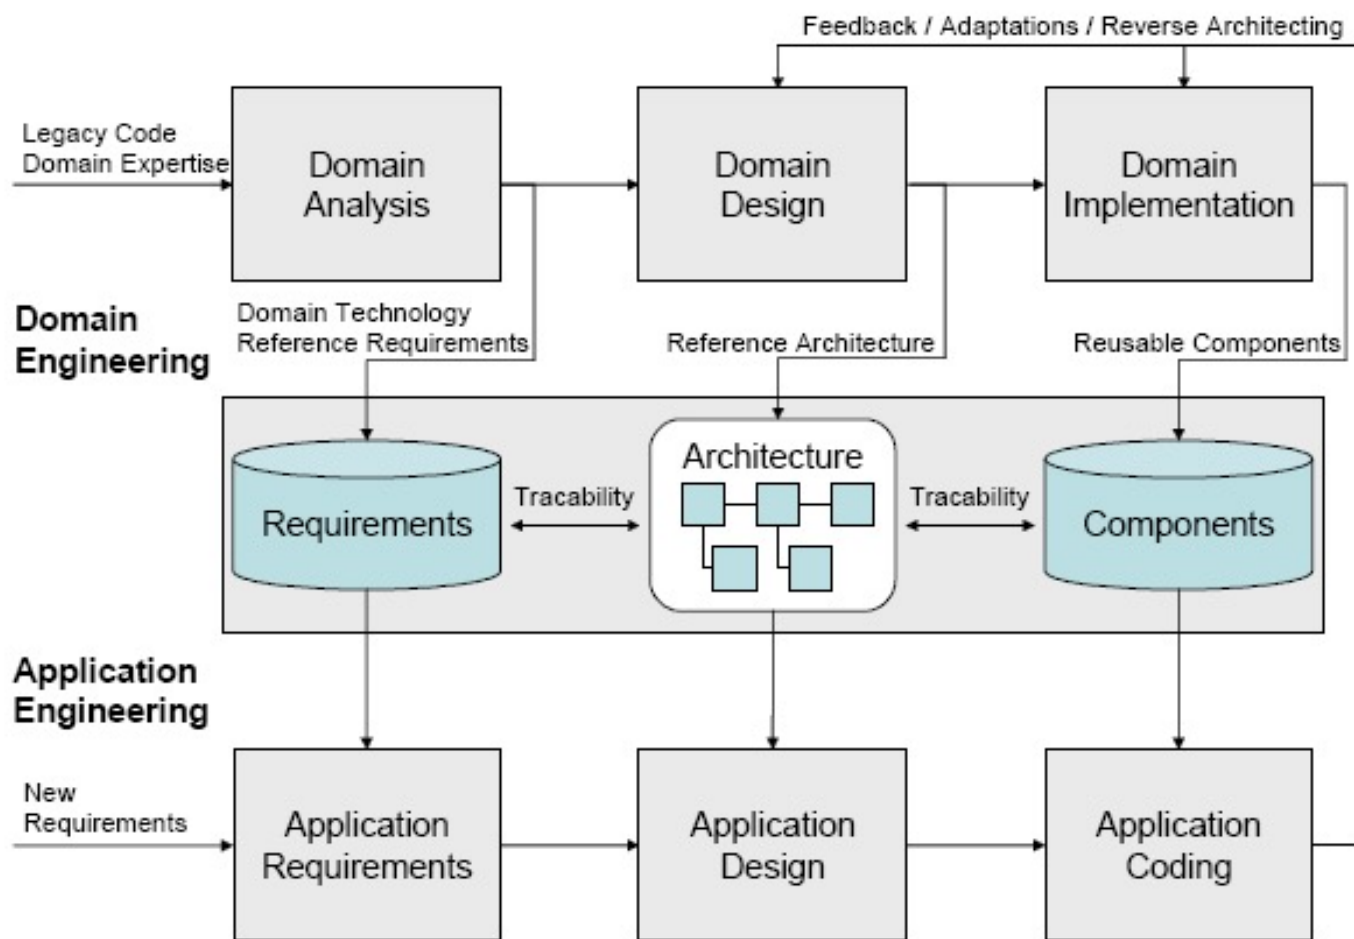 Feedback / Adaptations / Reverse Architecting
Legacy Code
Domain Expertise
Domain
Analysis
Domain
Design
Domain
Implementation
Domain
Engineering
Domain Technology
Reference Requirements
Reference Architecture
Reusable Components
Requirements
Tracability
Architecture
Tracability
Components
Application
Engineering
New
Requirements
Application
Requirements
Application
Design
Application
Coding